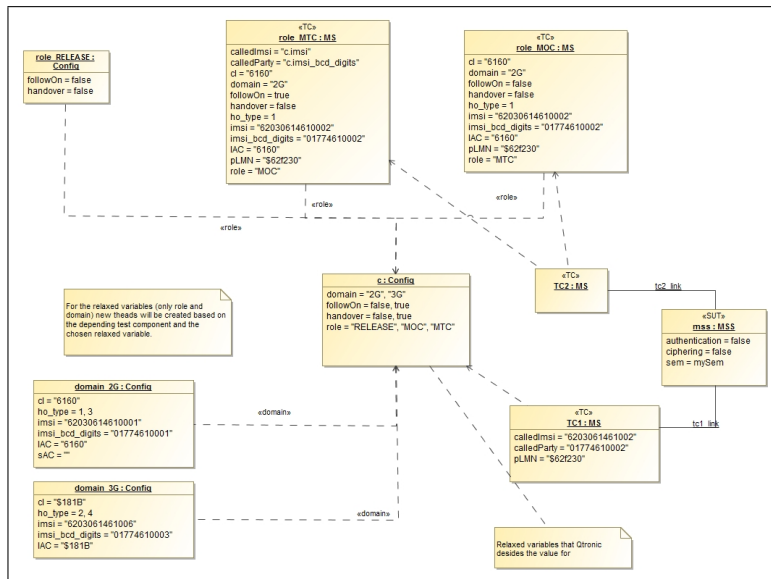 «TC»
role_MTC : MS
calledImsi = "c.imsi"
calledParty = "c.imsi_bcd_digits"
cI = "6160"
domain = "2G"
followOn = true
handover = false
ho_type = 1
imsi = "62030614610002"
imsi_bcd_digits = "01774610002"
lAC = "6160"
pLMN = "$62f230"
role = "MOC"
«TC»
role_MOC : MS
cI = "6160"
domain = "2G"
followOn = false
handover = false
ho_type = 1
imsi = "62030614610002"
imsi_bcd_digits = "01774610002"
lAC = "6160"
pLMN = "$62f230"
role = "MTC"
role_RELEASE :
Config
followOn = false
handover = false
«role»
«role»
«role»
c : Config
domain = "2G", "3G"
followOn = false, true
handover = false, true
role = "RELEASE", "MOC", "MTC"
«TC»
TC2 : MS
tc2_link
«SUT»
mss : MSS
authentication = false
ciphering = false
sem = mySem
For the relaxed variables (only role and
domain) new theads will be created based on
the depending test component and the
chosen relaxed variable.
domain_2G : Config
cI = "6160"
ho_type = 1, 3
imsi = "62030614610001"
imsi_bcd_digits = "01774610001"
lAC = "6160"
sAC = ""
«domain»
«TC»
TC1 : MS
calledImsi = "6203061461002"
calledParty = "01774610002"
pLMN = "$62f230"
tc1_link
domain_3G : Config
cI = "$181B"
ho_type = 2, 4
imsi = "6203061461006"
imsi_bcd_digits = "01774610003"
lAC = "$181B"
«domain»
Relaxed variables that Qtronic
desides the value for